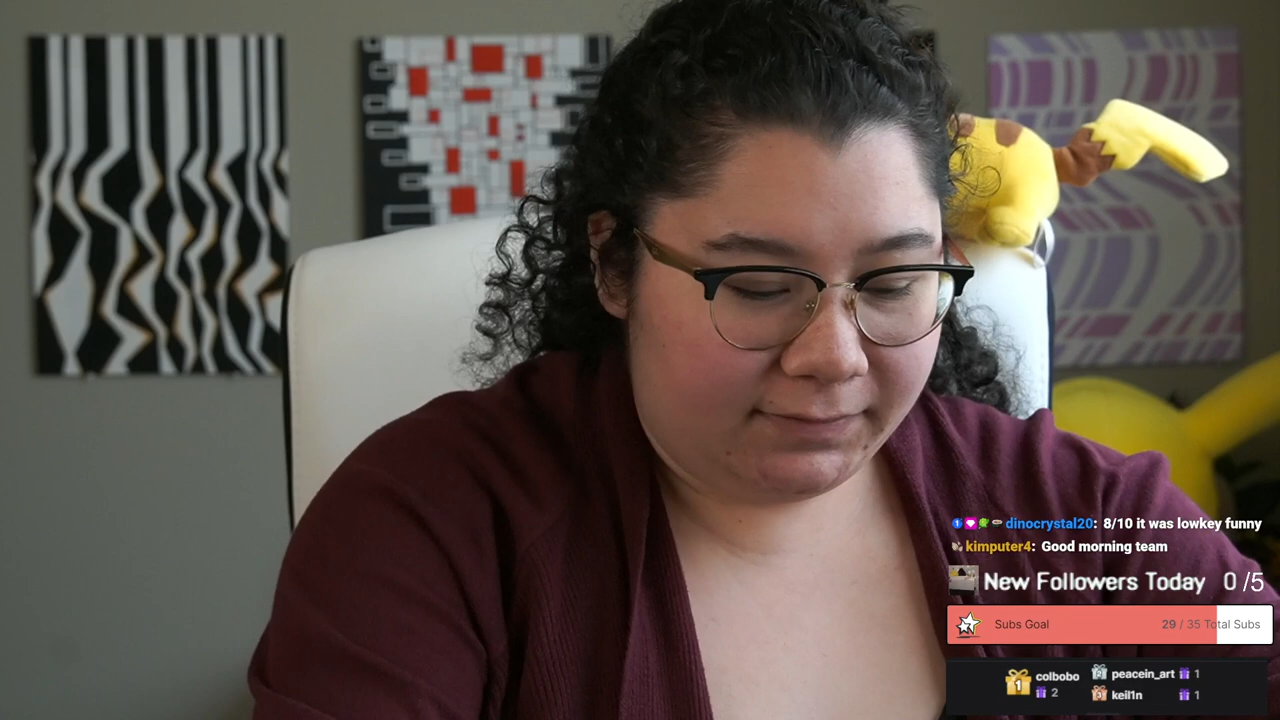 dinocrystal20: 8/10 it was lowkey funny
kimputer4: Good morning team
New Followers Today 0 /5
Subs Goal 29 / 35 Total Subs
1 colbobo 2
peacein_art 1
keil1n 1